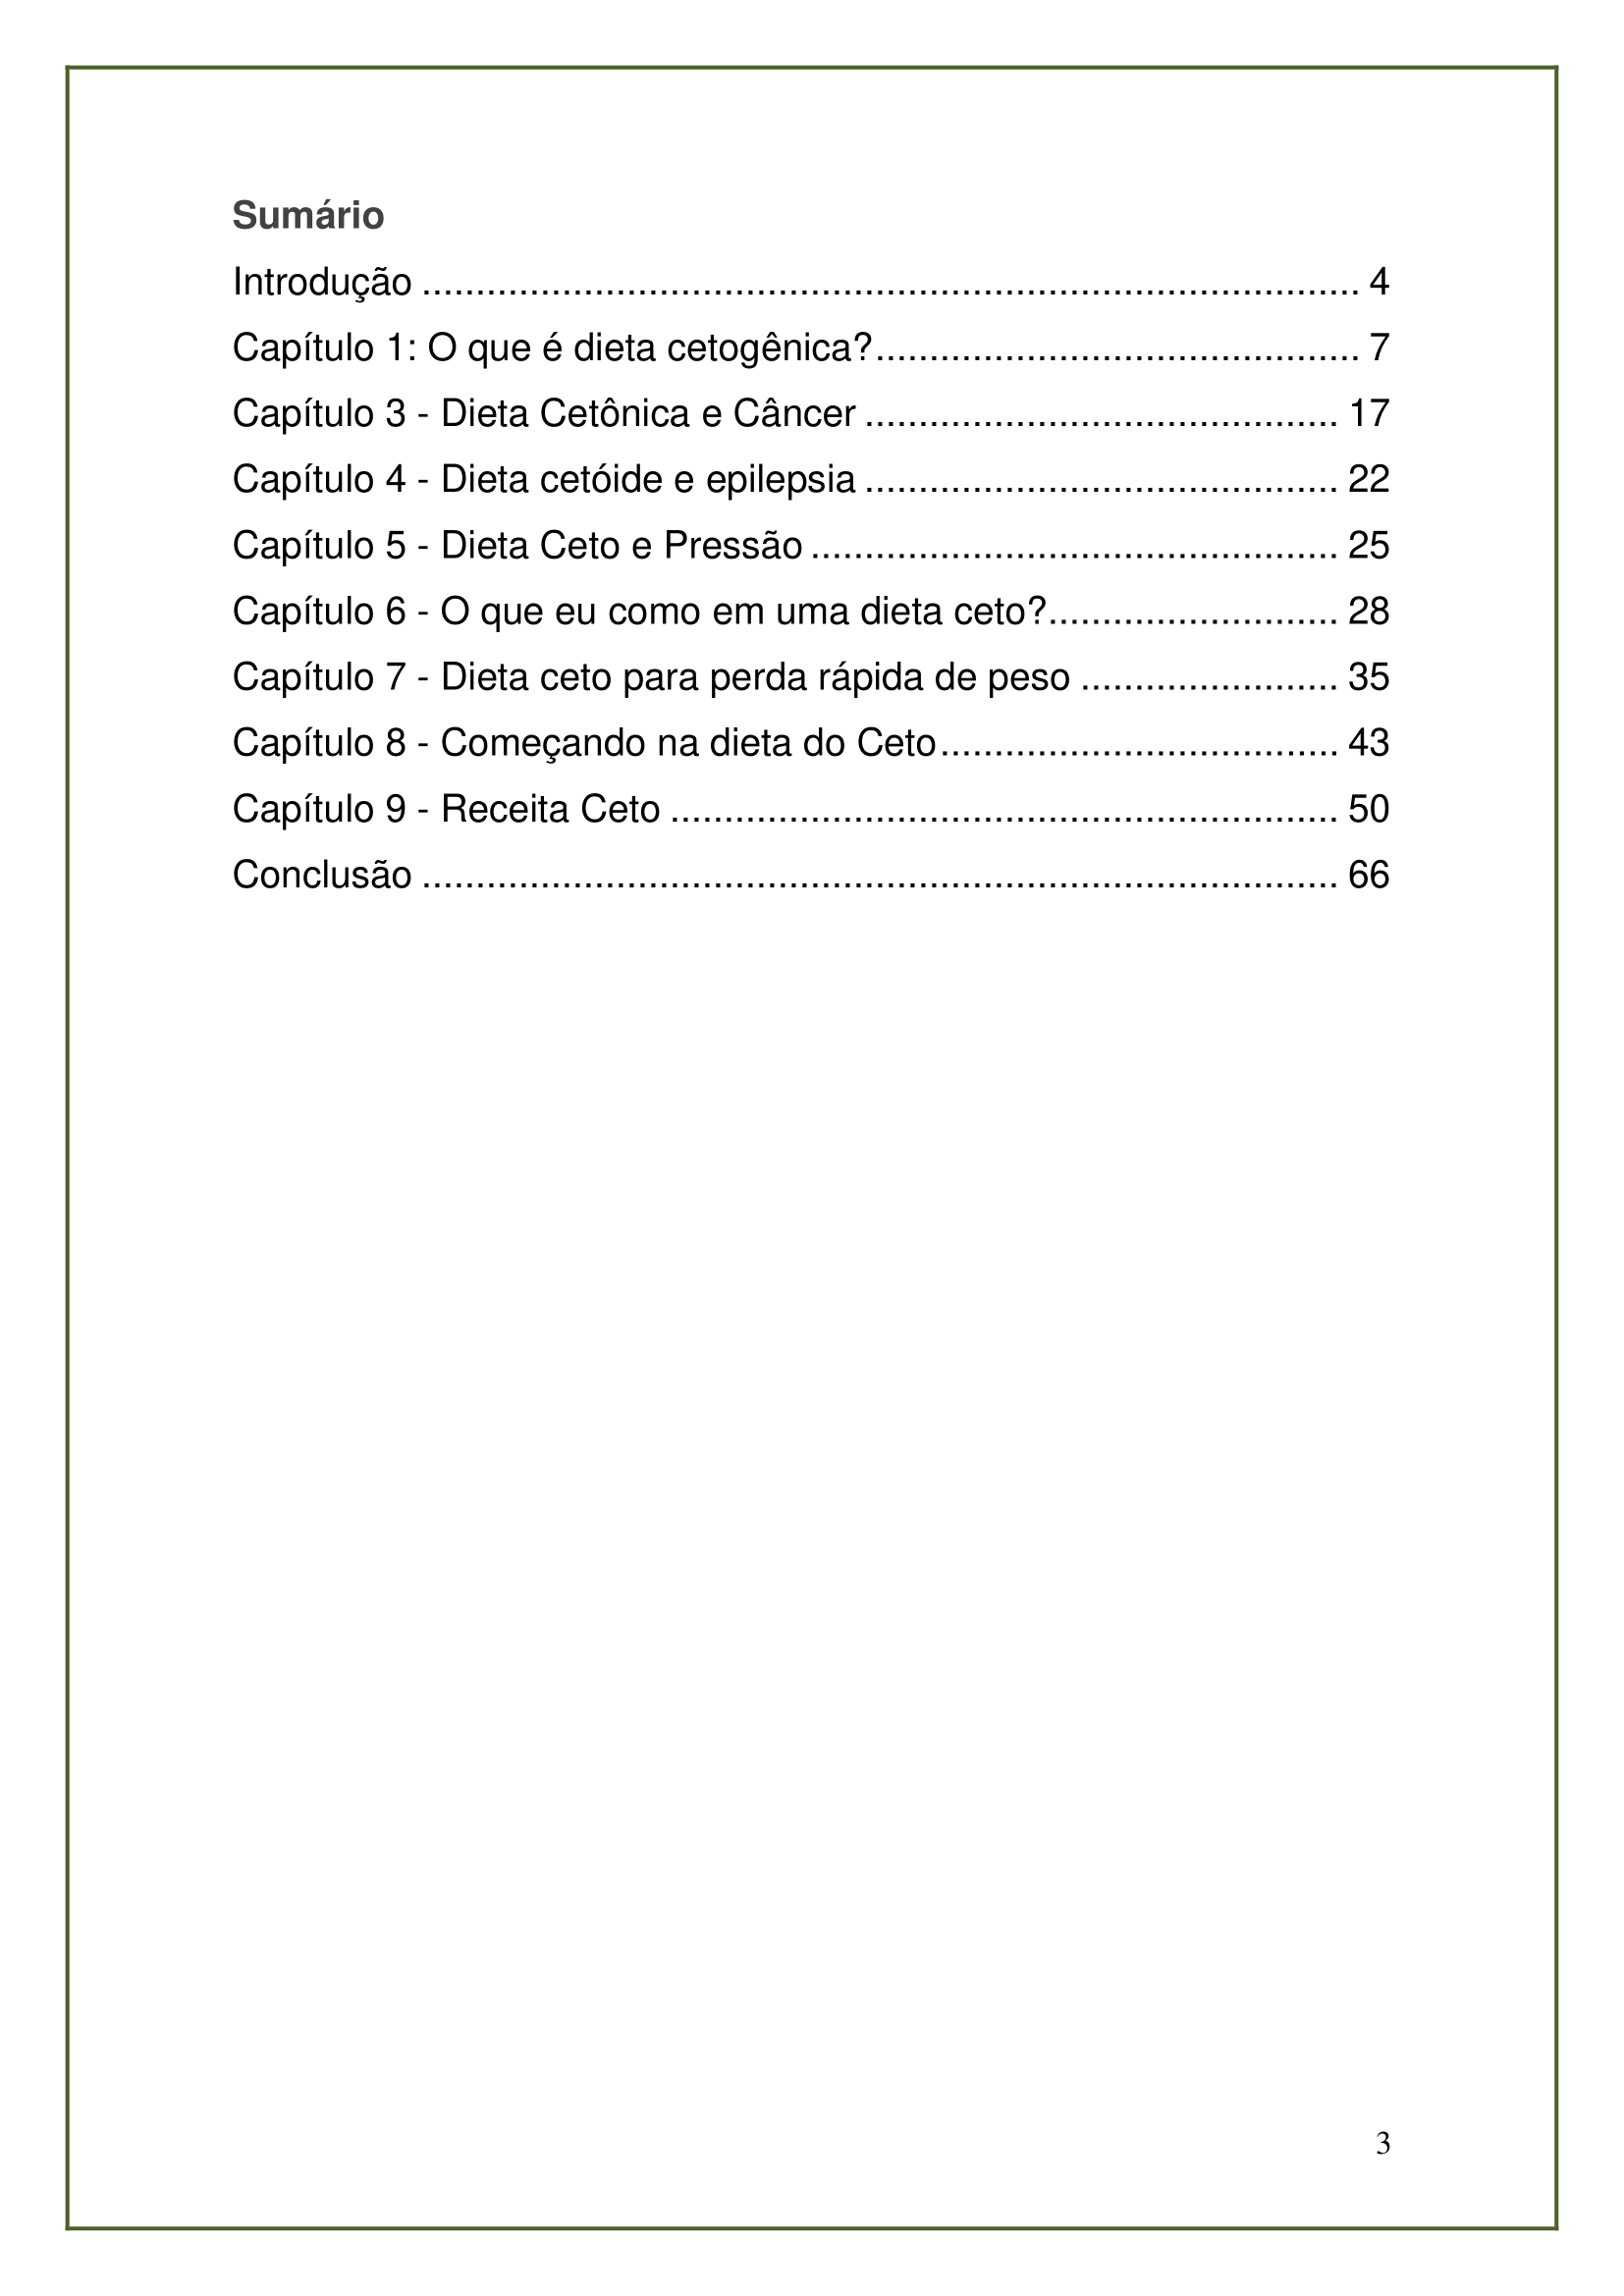 Sumário
Introdução ....................................................................................... 4
Capítulo 1: O que é dieta cetogênica?............................................. 7
Capítulo 3 - Dieta Cetônica e Câncer ............................................ 17
Capítulo 4 - Dieta cetóide e epilepsia ............................................ 22
Capítulo 5 - Dieta Ceto e Pressão ................................................. 25
Capítulo 6 - O que eu como em uma dieta ceto?........................... 28
Capítulo 7 - Dieta ceto para perda rápida de peso ........................ 35
Capítulo 8 - Começando na dieta do Ceto..................................... 43
Capítulo 9 - Receita Ceto .............................................................. 50
Conclusão ..................................................................................... 66
3